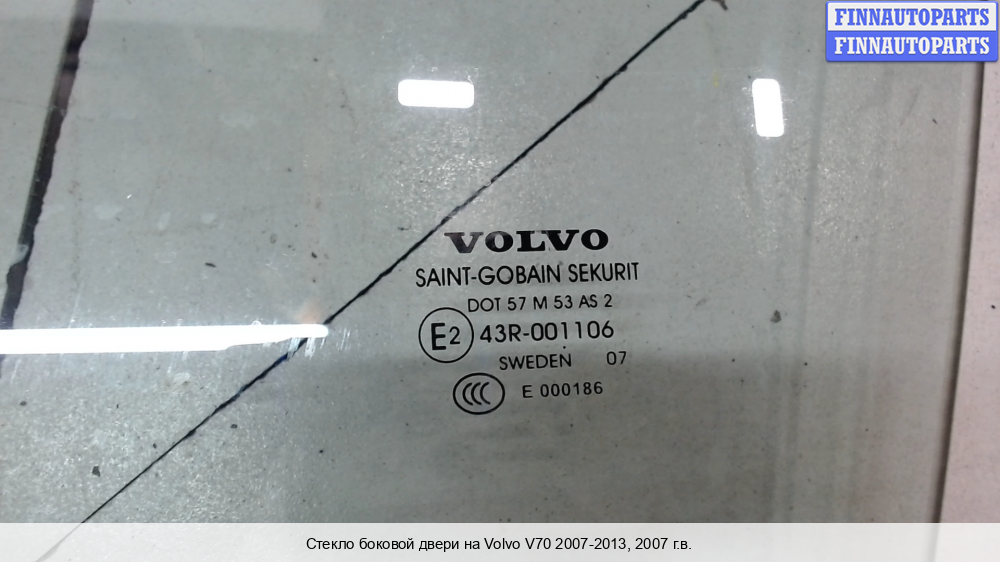 FINNAUTOPARTS
FINNAUTOPARTS
VOLVO
SAINT-GOBAIN SEKURIT
DOT 57 M 53 AS 2
E2 43R-001106
SWEDEN 07
CCC E 000186
Стекло боковой двери на Volvo V70 2007-2013, 2007 г.в.